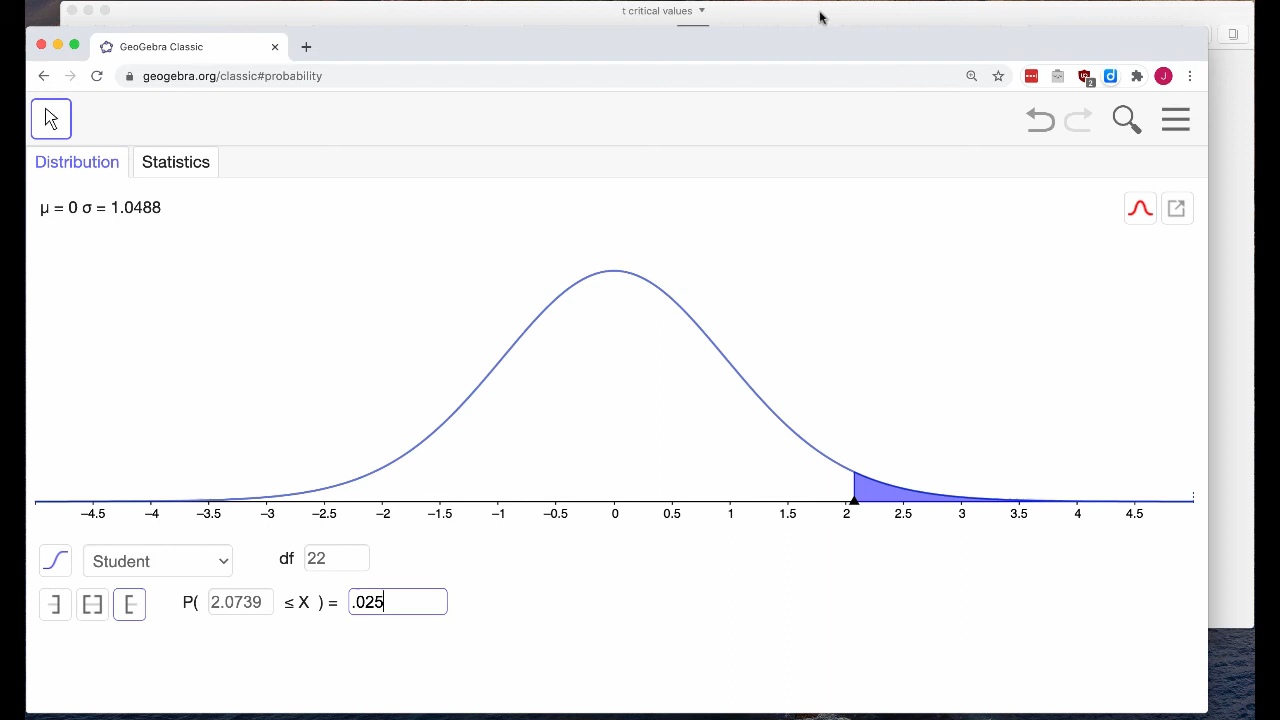 t critical values
GeoGebra Classic
geogebra.org/classic#probability
2
J
Distribution
Statistics
μ = 0 σ = 1.0488
−4.5 −4 −3.5 −3 −2.5 −2 −1.5 −1 −0.5 0 0.5 1 1.5 2 2.5 3 3.5 4 4.5
Student df 22
P( 2.0739 ≤ X ) = .025